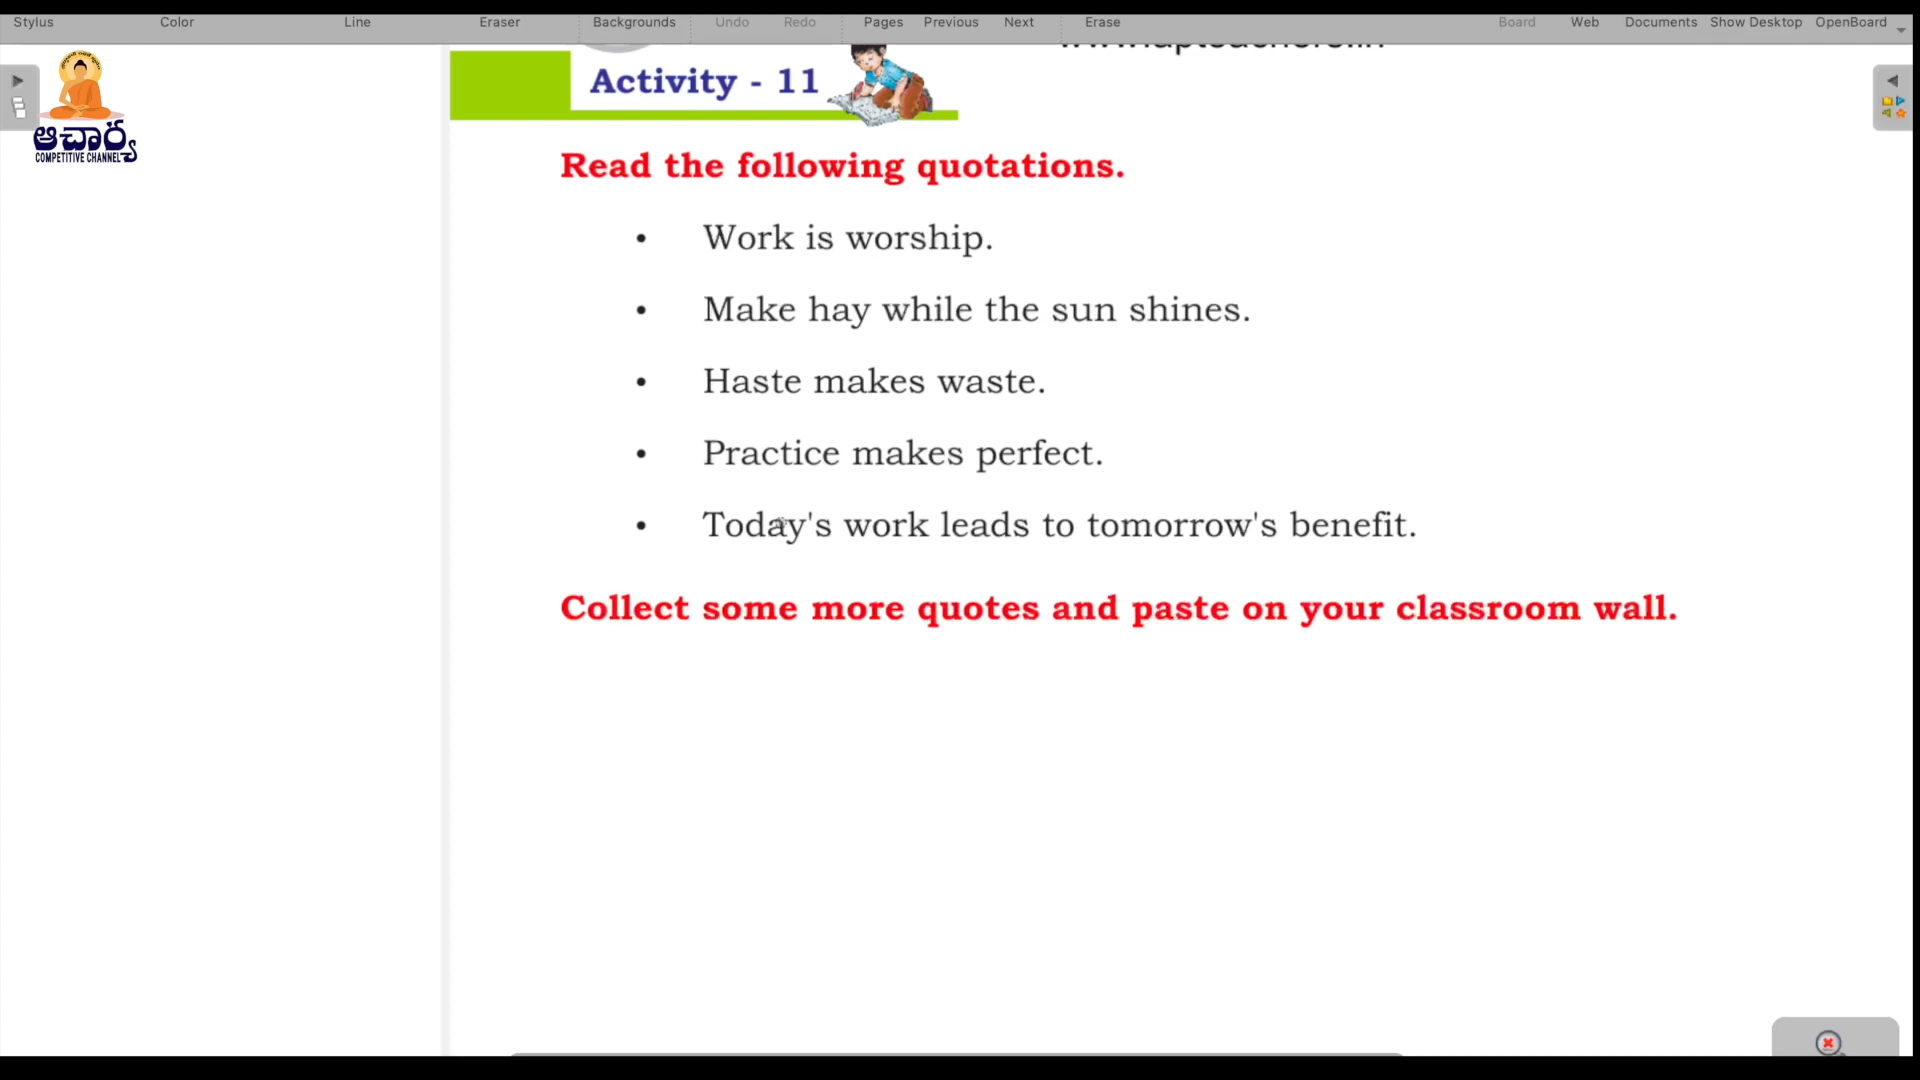 Stylus Color Line Eraser Backgrounds Undo Redo Pages Previous Next Erase Board Web Documents Show Desktop OpenBoard
ఆచార్య
COMPETITIVE CHANNEL
Activity - 11
Read the following quotations.
• Work is worship.
• Make hay while the sun shines.
• Haste makes waste.
• Practice makes perfect.
• Today's work leads to tomorrow's benefit.
Collect some more quotes and paste on your classroom wall.